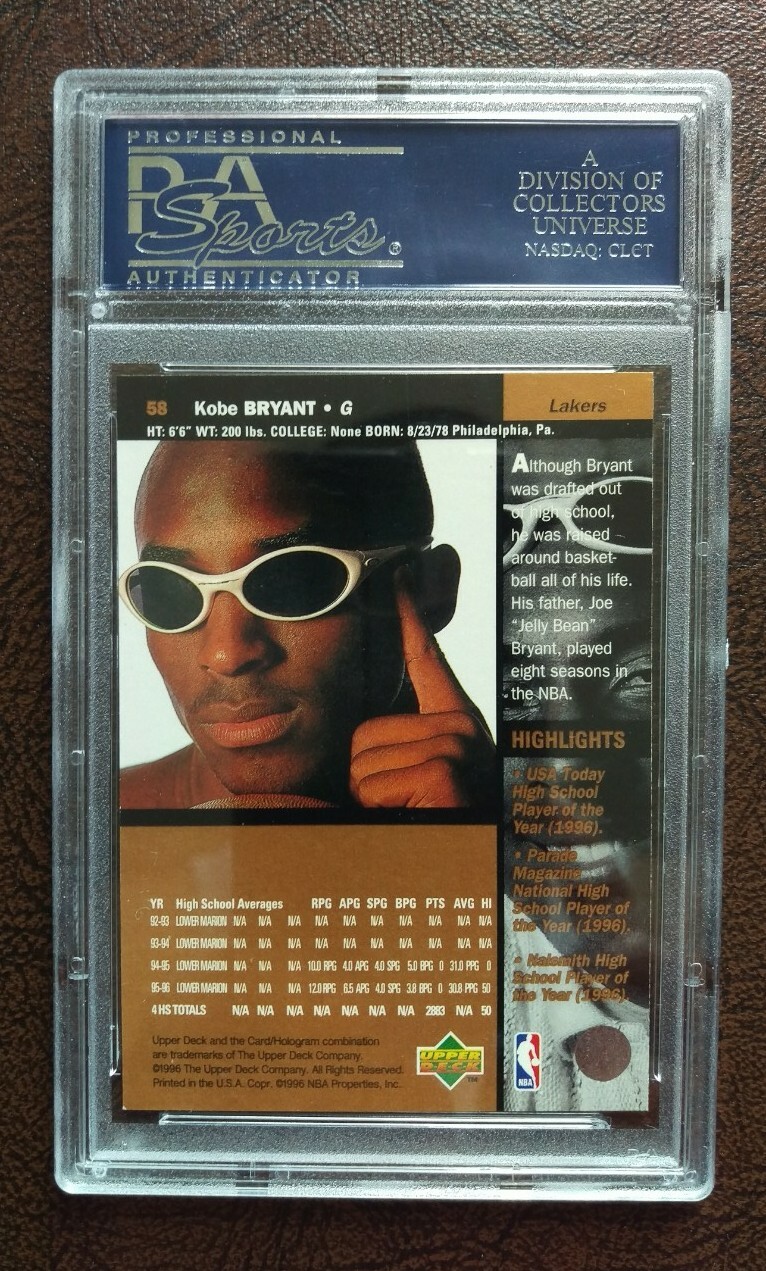 PROFESSIONAL
PSA
Sports®
AUTHENTICATOR
A
DIVISION OF
COLLECTORS
UNIVERSE
NASDAQ: CLCT
58 Kobe BRYANT • G
Lakers
HT: 6'6" WT: 200 lbs. COLLEGE: None BORN: 8/23/78 Philadelphia, Pa.
Although Bryant
was drafted out
of high school,
he was raised
around basket-
ball all of his life.
His father, Joe
"Jelly Bean"
Bryant, played
eight seasons in
the NBA.
HIGHLIGHTS
• USA Today
High School
Player of the
Year (1996).
• Parade
Magazine
National High
School Player of
the Year (1996).
• Naismith High
School Player of
the Year (1996).
YR High School Averages RPG APG SPG BPG PTS AVG HI
92-93 LOWER MARION N/A N/A N/A N/A N/A N/A N/A N/A N/A N/A
93-94 LOWER MARION N/A N/A N/A N/A N/A N/A N/A N/A N/A N/A
94-95 LOWER MARION N/A N/A N/A 10.0 RPG 4.0 APG 4.0 SPG 5.0 BPG 0 31.0 PPG 0
95-96 LOWER MARION N/A N/A N/A 12.0 RPG 6.5 APG 4.0 SPG 3.8 BPG 0 30.8 PPG 50
4 HS TOTALS N/A N/A N/A N/A N/A N/A N/A 2883 N/A 50
Upper Deck and the Card/Hologram combination
are trademarks of The Upper Deck Company.
©1996 The Upper Deck Company. All Rights Reserved.
Printed in the U.S.A. Copr. ©1996 NBA Properties, Inc.
UPPER
DECK
TM
NBA